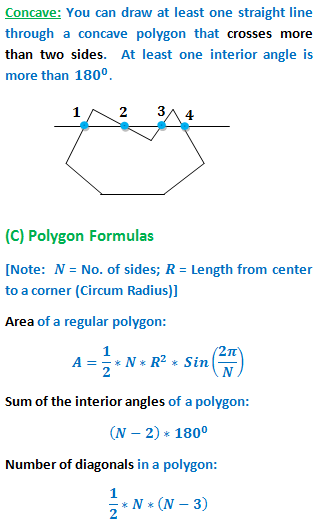 Concave: You can draw at least one straight line
through a concave polygon that crosses more
than two sides. At least one interior angle is
more than 180⁰.
1 2 3 4
(C) Polygon Formulas
[Note: N = No. of sides; R = Length from center
to a corner (Circum Radius)]
Area of a regular polygon:
A = 1/2 * N * R² * Sin(2π/N)
Sum of the interior angles of a polygon:
(N − 2) * 180⁰
Number of diagonals in a polygon:
1/2 * N * (N − 3)